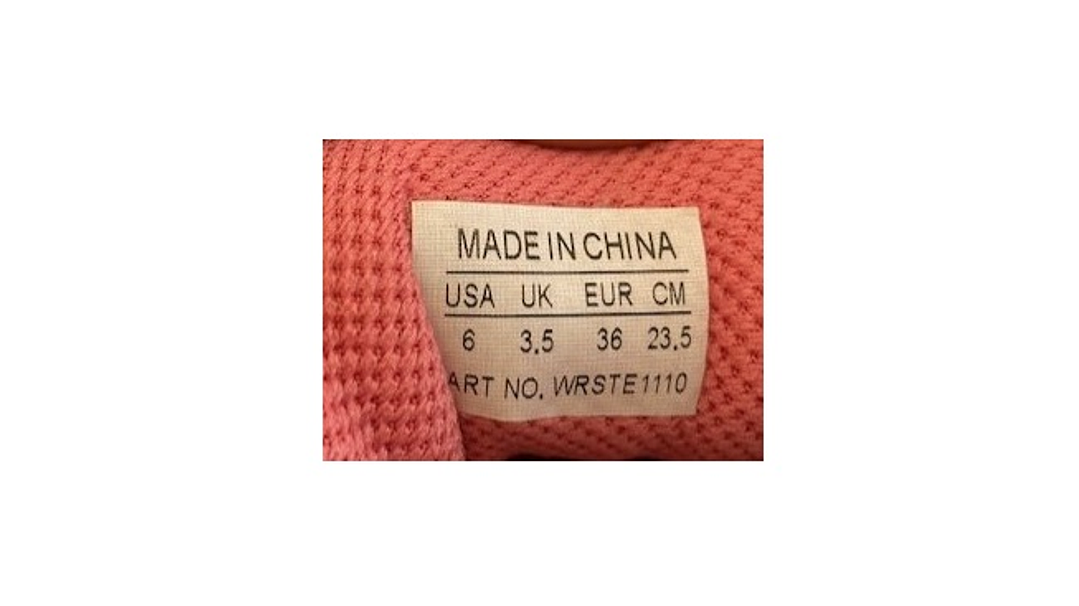 MADE IN CHINA
USA UK EUR CM
6 3.5 36 23.5
ART NO. WRSTE1110